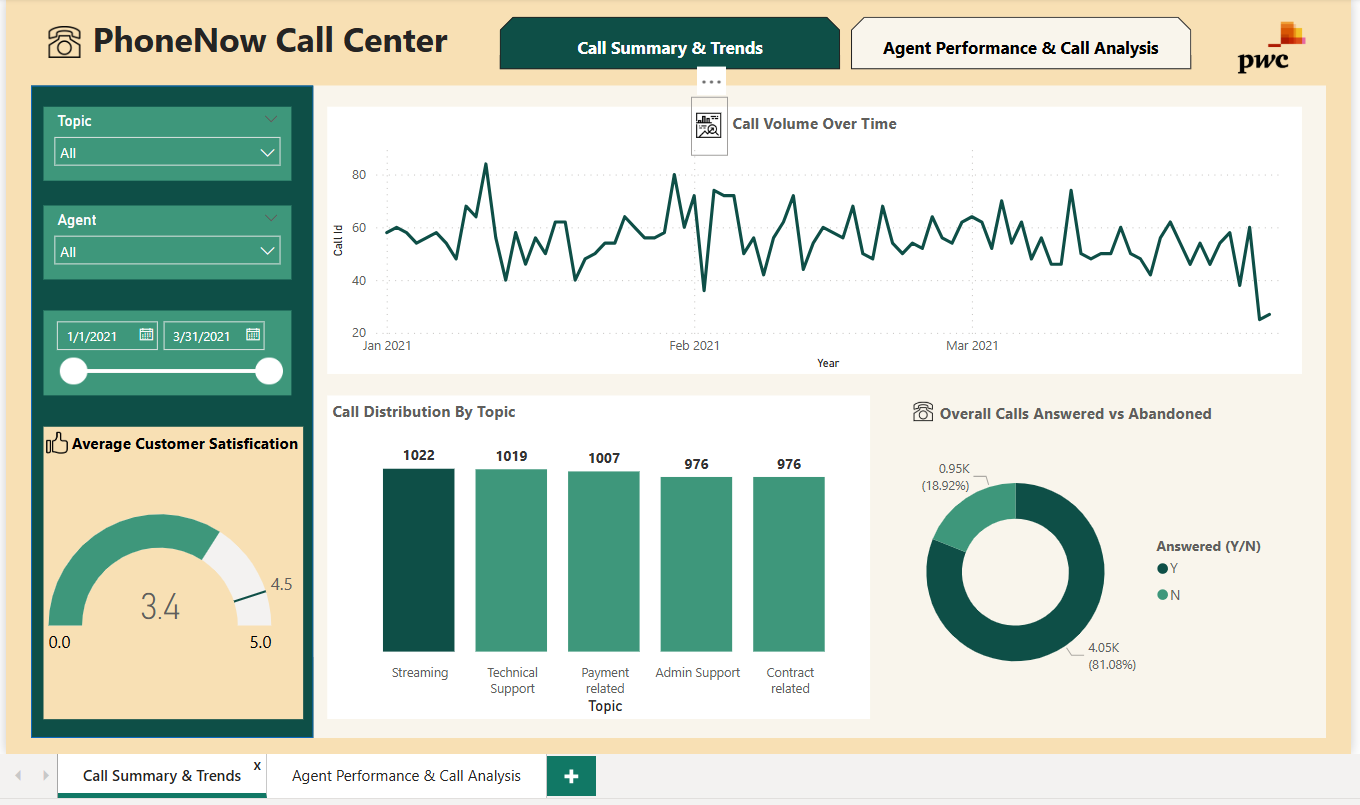 PhoneNow Call Center
Call Summary & Trends
Agent Performance & Call Analysis
pwc
Topic
All
Agent
All
1/1/2021
3/31/2021
Average Customer Satisfication
3.4
4.5
0.0
5.0
Call Volume Over Time
Call Id
80
60
40
20
Jan 2021
Feb 2021
Mar 2021
Year
Call Distribution By Topic
1022
1019
1007
976
976
Streaming
Technical
Support
Payment
related
Admin Support
Contract
related
Topic
Overall Calls Answered vs Abandoned
0.95K
(18.92%)
4.05K
(81.08%)
Answered (Y/N)
Y
N
Call Summary & Trends
x
Agent Performance & Call Analysis
+